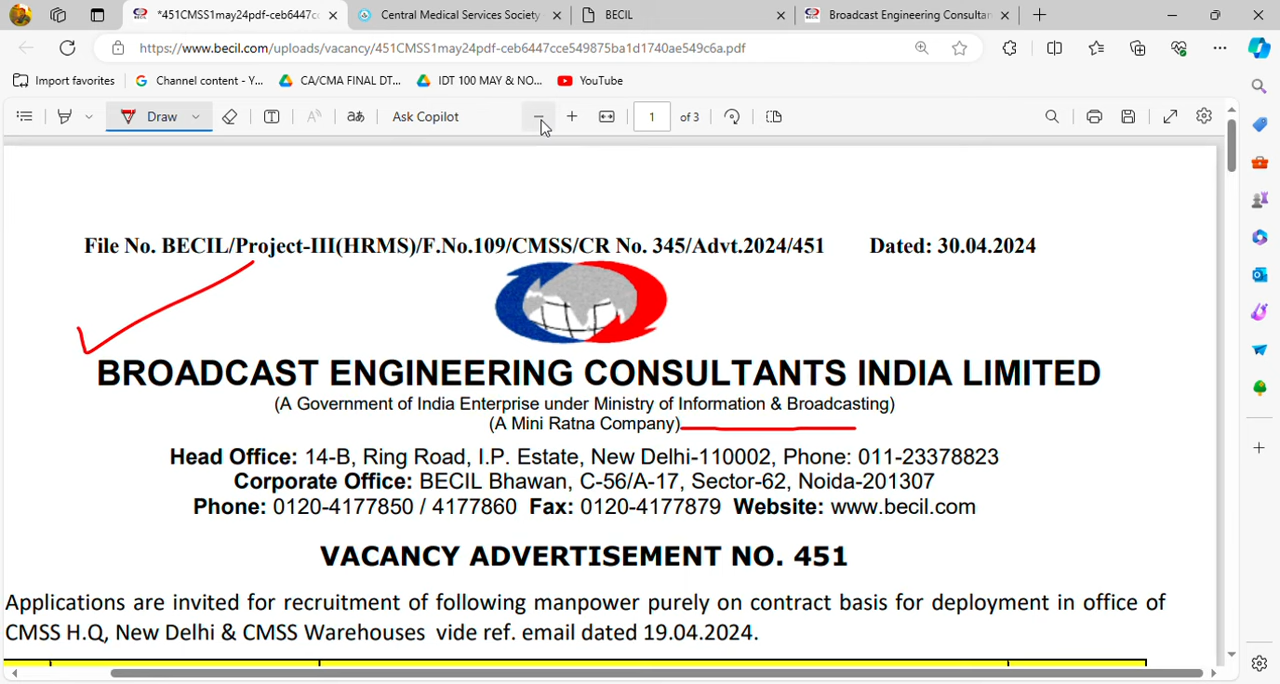 *451CMSS1may24pdf-ceb6447cc
Central Medical Services Society
BECIL
Broadcast Engineering Consultan
https://www.becil.com/uploads/vacancy/451CMSS1may24pdf-ceb6447cce549875ba1d1740ae549c6a.pdf
Import favorites
Channel content - Y...
CA/CMA FINAL DT...
IDT 100 MAY & NO...
YouTube
Draw
aあ
Ask Copilot
1
of 3
File No. BECIL/Project-III(HRMS)/F.No.109/CMSS/CR No. 345/Advt.2024/451 Dated: 30.04.2024
BROADCAST ENGINEERING CONSULTANTS INDIA LIMITED
(A Government of India Enterprise under Ministry of Information & Broadcasting)
(A Mini Ratna Company)
Head Office: 14-B, Ring Road, I.P. Estate, New Delhi-110002, Phone: 011-23378823
Corporate Office: BECIL Bhawan, C-56/A-17, Sector-62, Noida-201307
Phone: 0120-4177850 / 4177860 Fax: 0120-4177879 Website: www.becil.com
VACANCY ADVERTISEMENT NO. 451
Applications are invited for recruitment of following manpower purely on contract basis for deployment in office of
CMSS H.Q, New Delhi & CMSS Warehouses vide ref. email dated 19.04.2024.